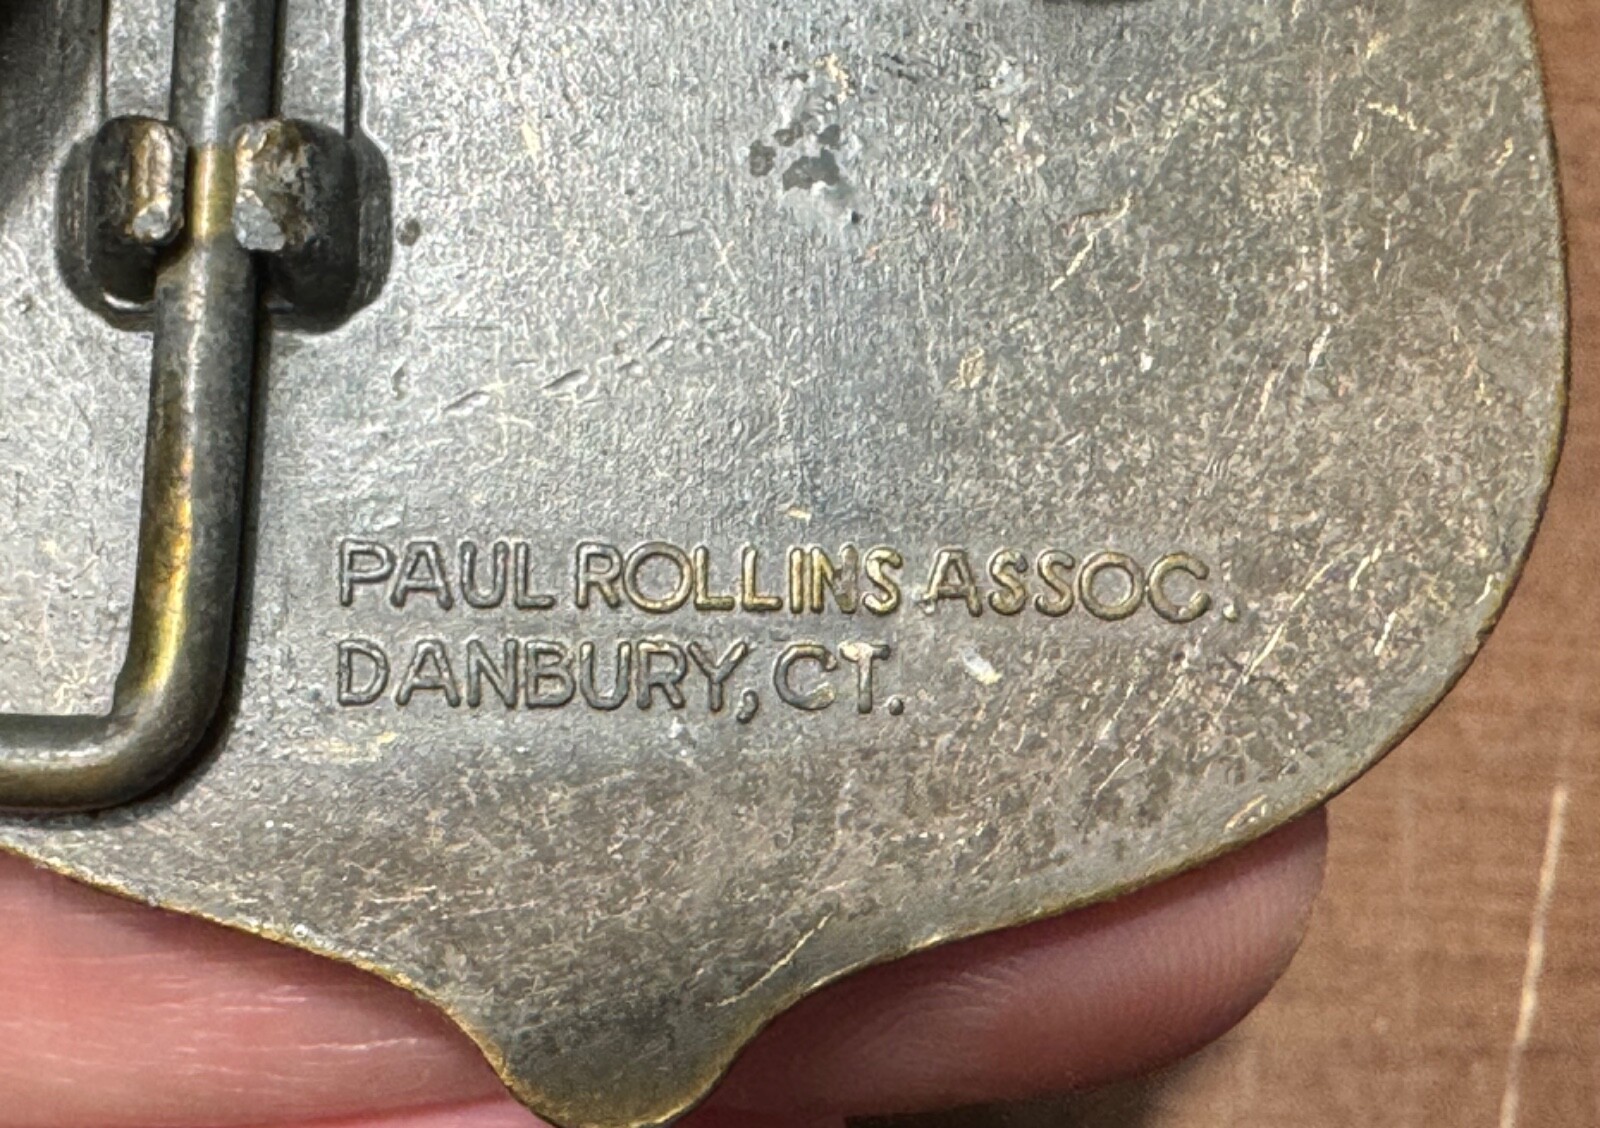 PAUL ROLLINS ASSOC.
DANBURY, CT.